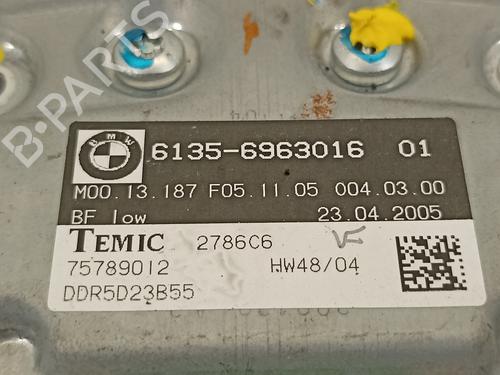 B-PARTS
BMW
6135-6963016 01
M00.13.187 F05.11.05 004.03.00
BF low 23.04.2005
TEMIC 2786C6
75789012 HW48/04
DDR5D23B55